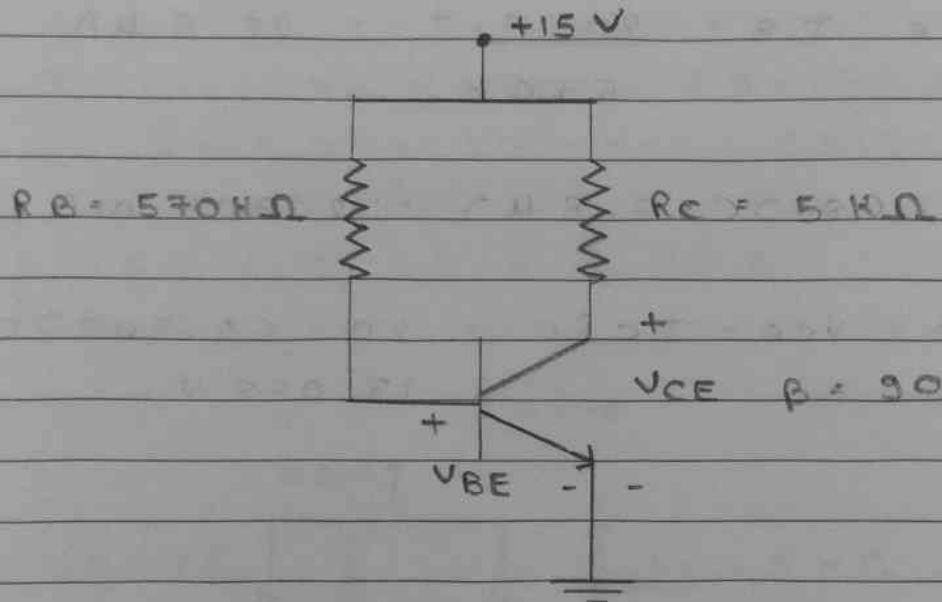 +15 V
RB = 570 KΩ
RC = 5 KΩ
+
VCE β = 90
+
VBE - -